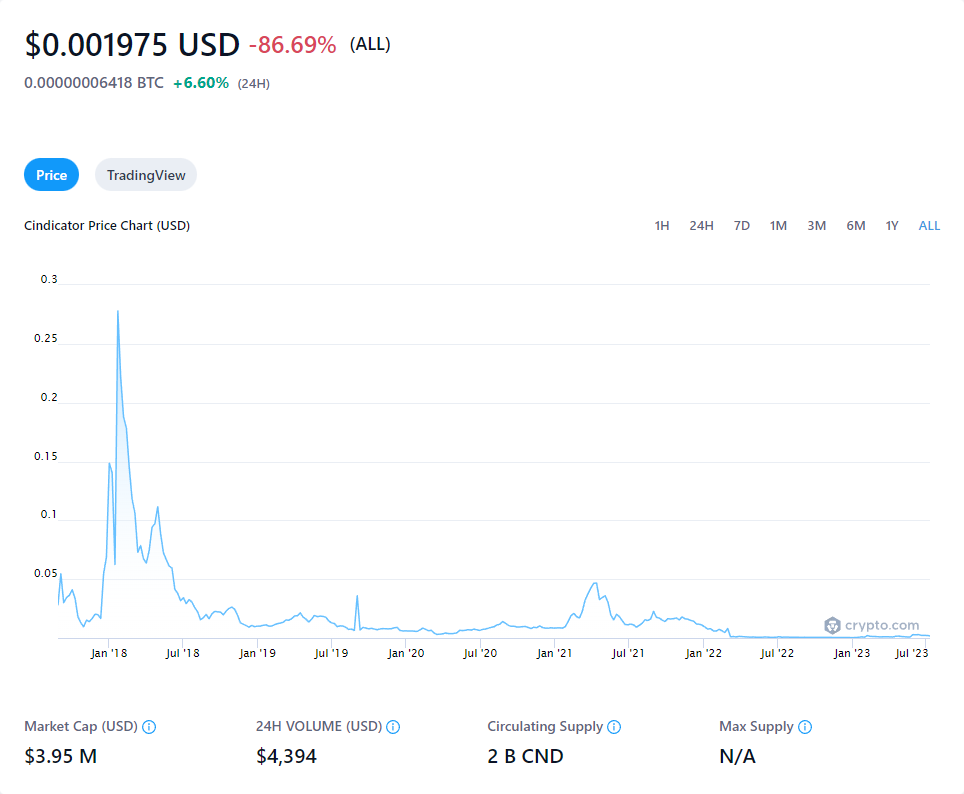 $0.001975 USD -86.69% (ALL)
0.00000006418 BTC +6.60% (24H)
Price TradingView
Cindicator Price Chart (USD) 1H 24H 7D 1M 3M 6M 1Y ALL
0.3
0.25
0.2
0.15
0.1
0.05
crypto.com
Jan '18 Jul '18 Jan '19 Jul '19 Jan '20 Jul '20 Jan '21 Jul '21 Jan '22 Jul '22 Jan '23 Jul '23
Market Cap (USD) 24H VOLUME (USD) Circulating Supply Max Supply
$3.95 M $4,394 2 B CND N/A